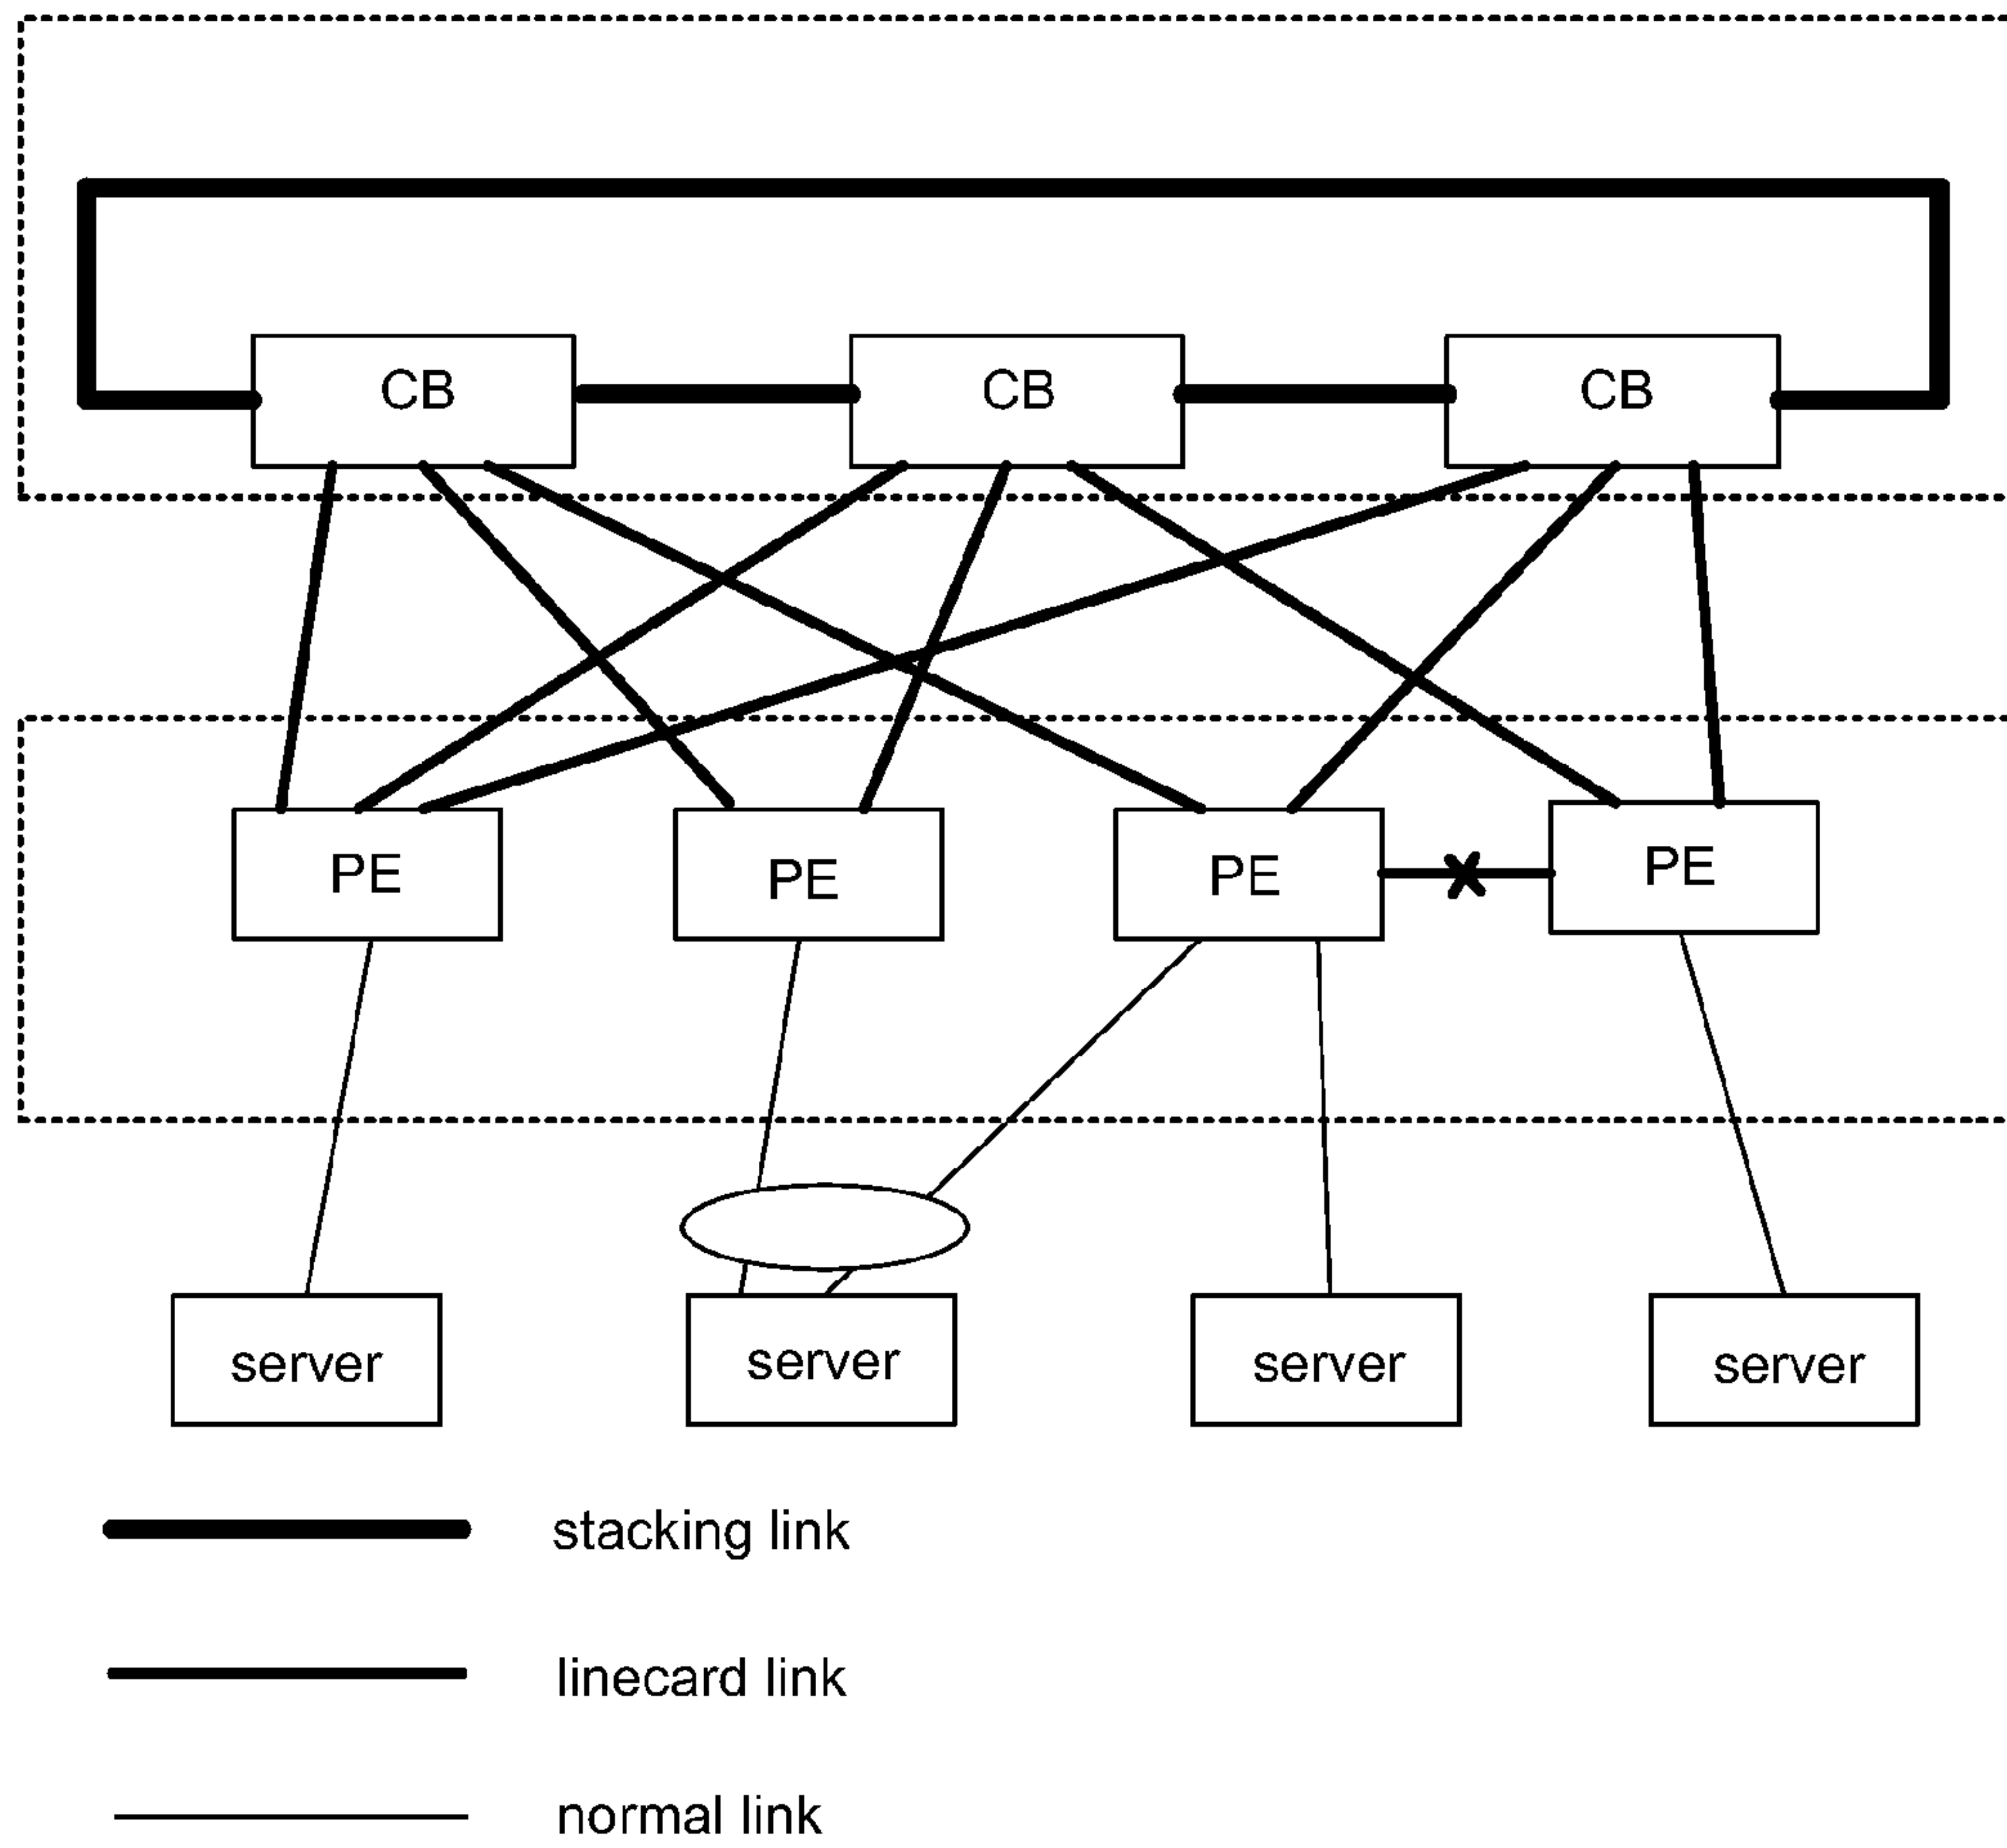 CB
CB
CB
PE
PE
PE
PE
server
server
server
server
stacking link
linecard link
normal link